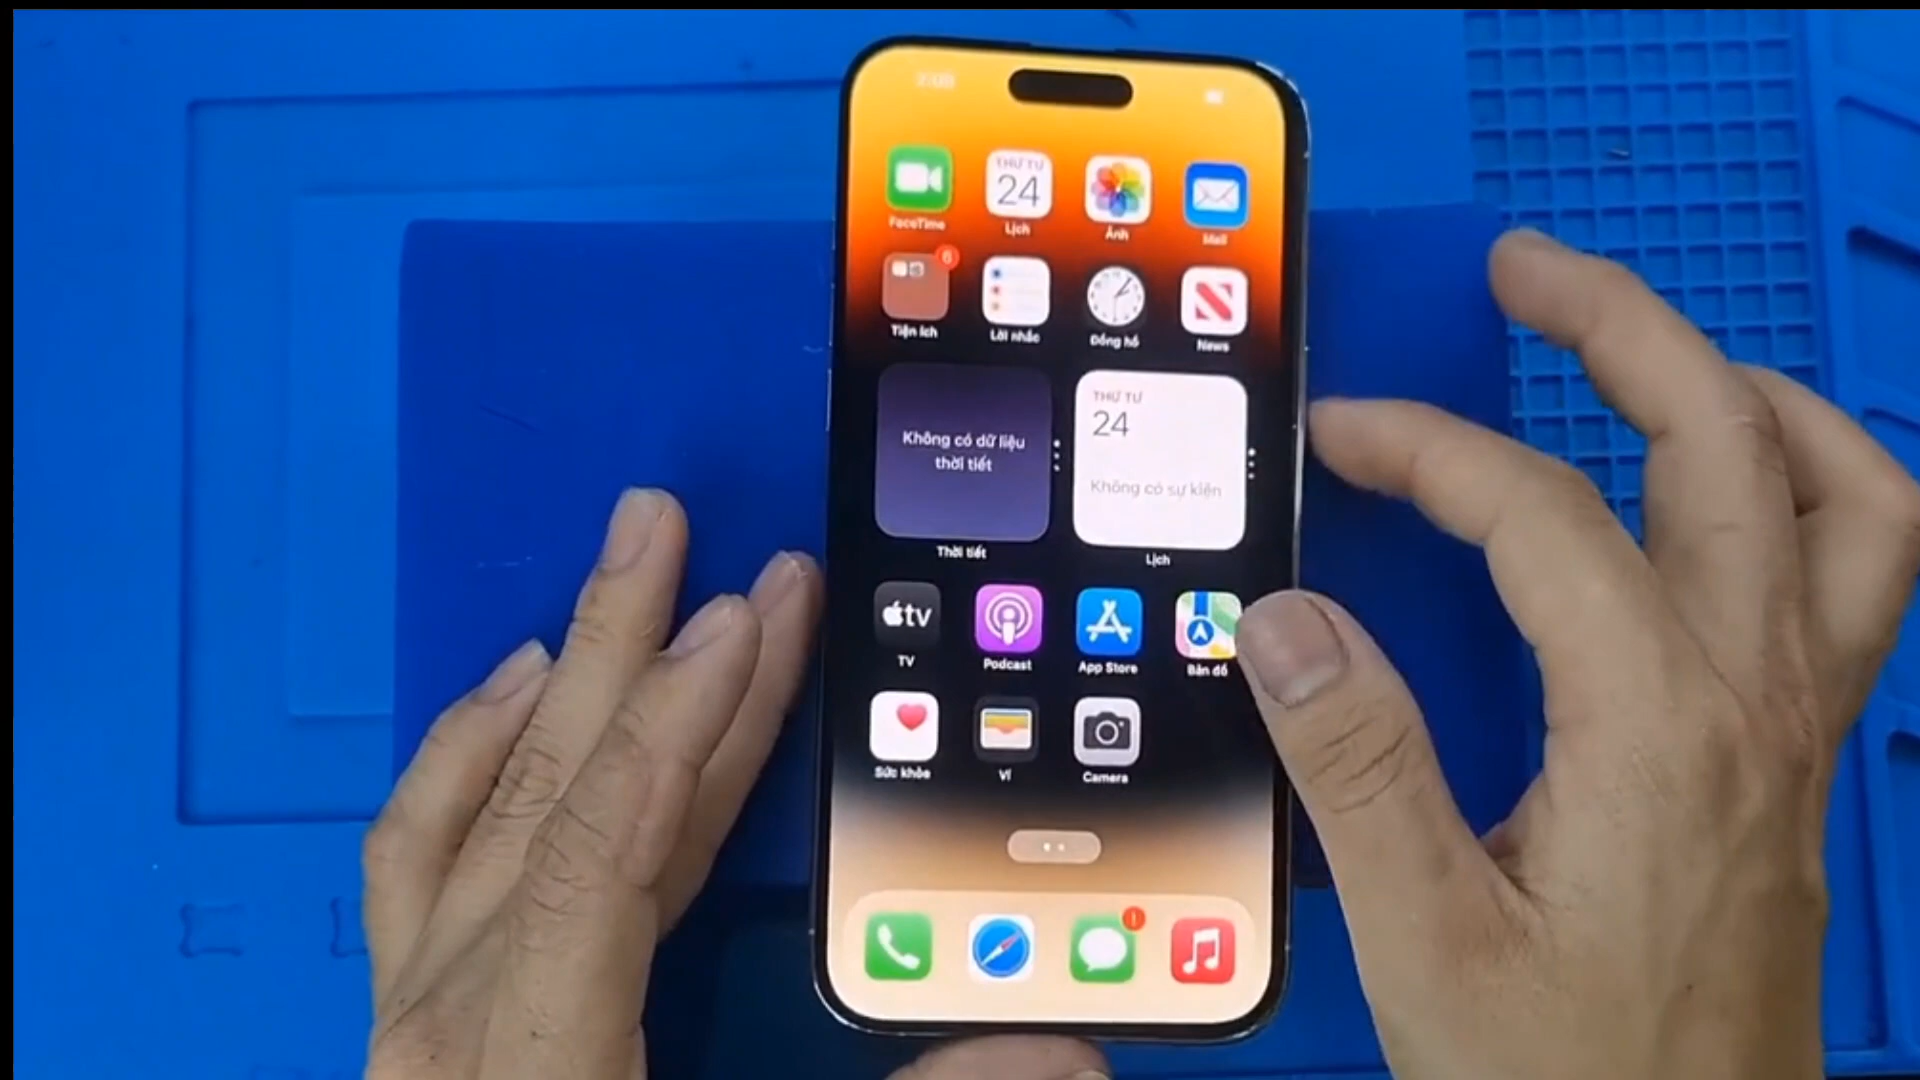 THỨ TƯ
24
FaceTime
Lịch
Ảnh
Mail
6
Tiện ích
Lời nhắc
Đồng hồ
News
Không có dữ liệu
thời tiết
THỨ TƯ
24
Không có sự kiện
Thời tiết
Lịch
tv
TV
Podcast
App Store
Bản đồ
Sức khỏe
Ví
Camera
1